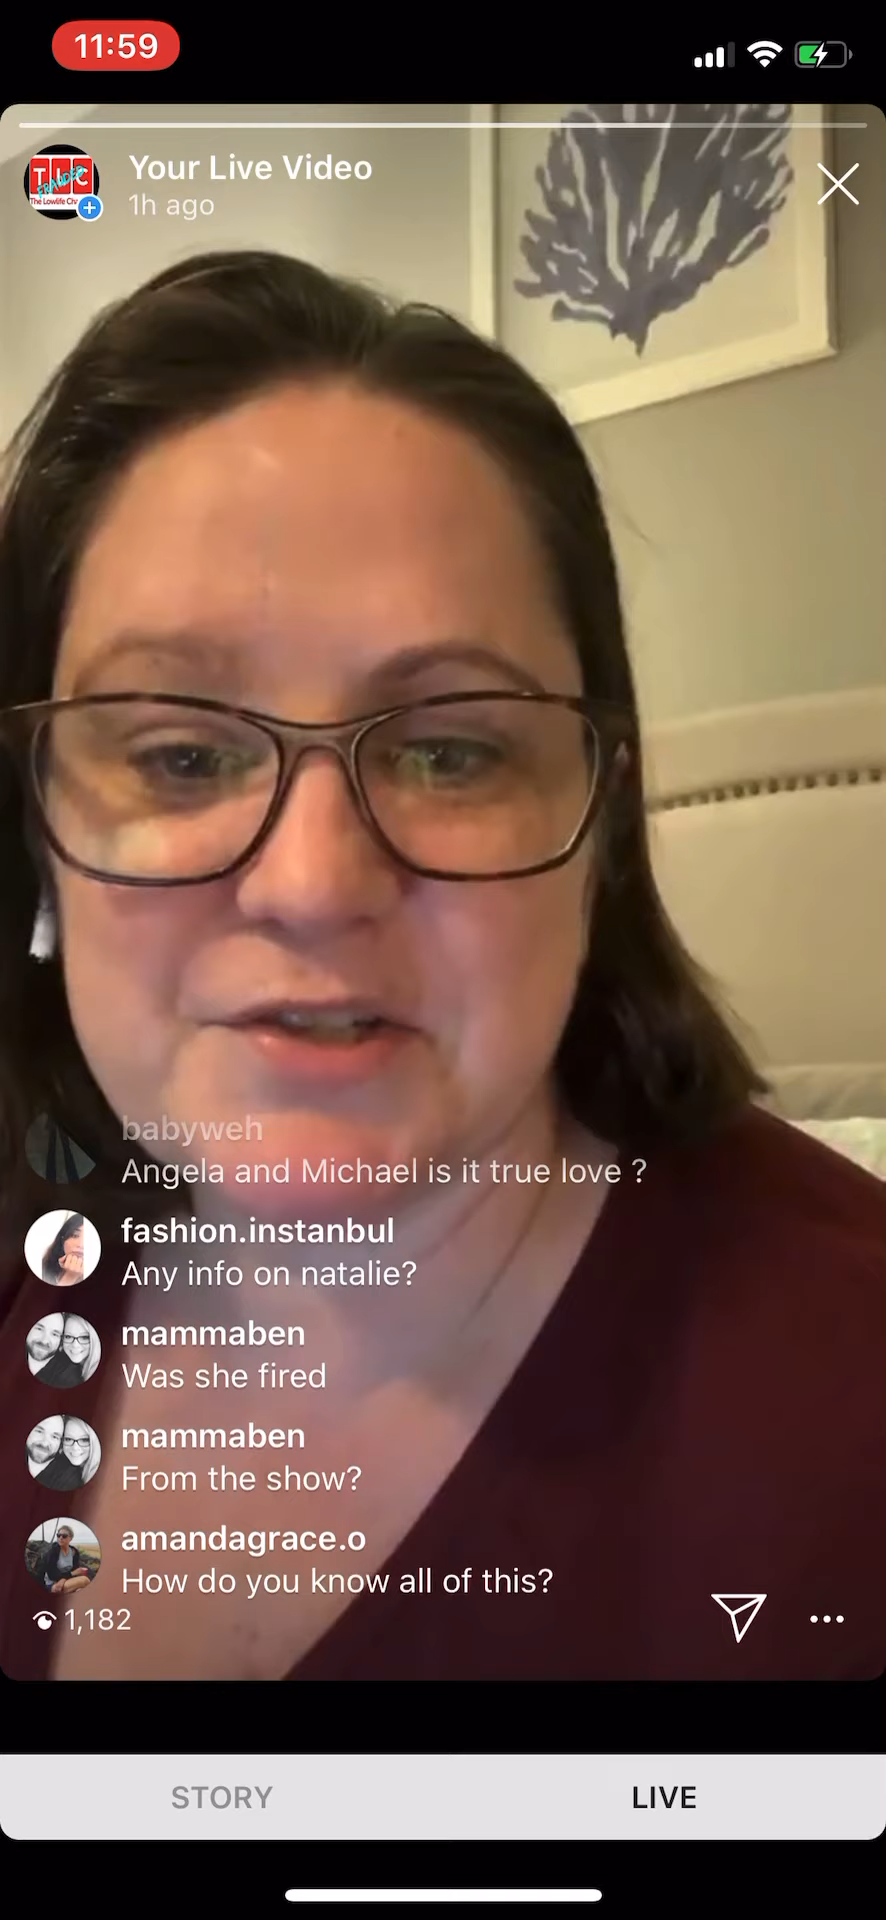 11:59
TLC
FRAUDED
Your Live Video
1h ago
babyweh
Angela and Michael is it true love ?
fashion.instanbul
Any info on natalie?
mammaben
Was she fired
mammaben
From the show?
amandagrace.o
How do you know all of this?
1,182
STORY
LIVE